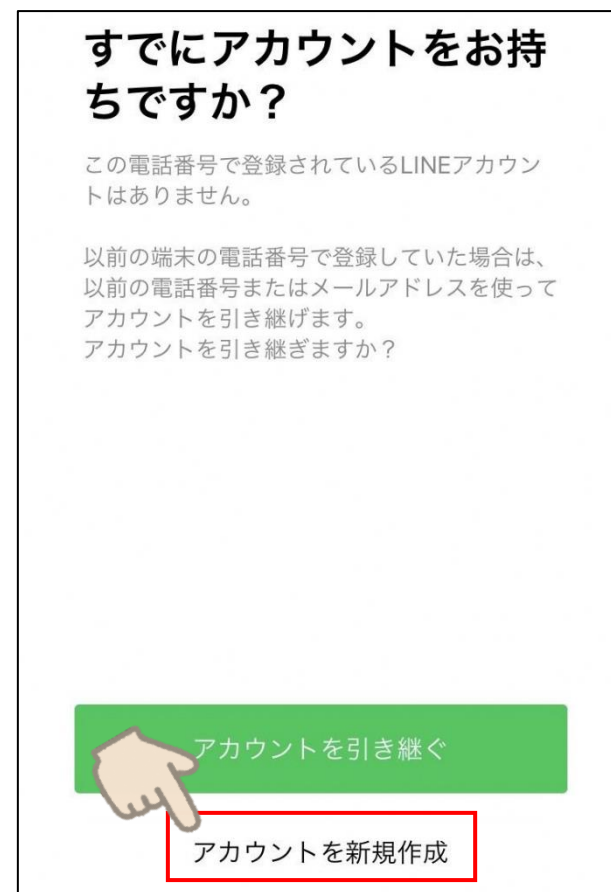 すでにアカウントをお持
ちですか？
この電話番号で登録されているLINEアカウン
トはありません。
以前の端末の電話番号で登録していた場合は、
以前の電話番号またはメールアドレスを使って
アカウントを引き継げます。
アカウントを引き継ぎますか？
アカウントを引き継ぐ
アカウントを新規作成